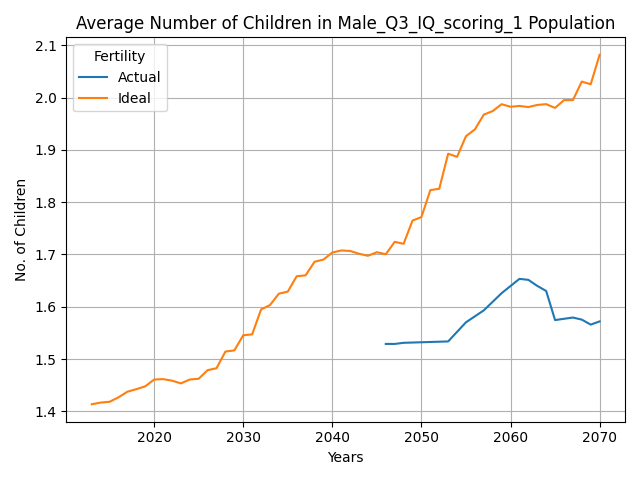 Average Number of Children in Male_Q3_IQ_scoring_1 Population
Fertility
Actual
Ideal
No. of Children
2.1
2.0
1.9
1.8
1.7
1.6
1.5
1.4
2020 2030 2040 2050 2060 2070
Years